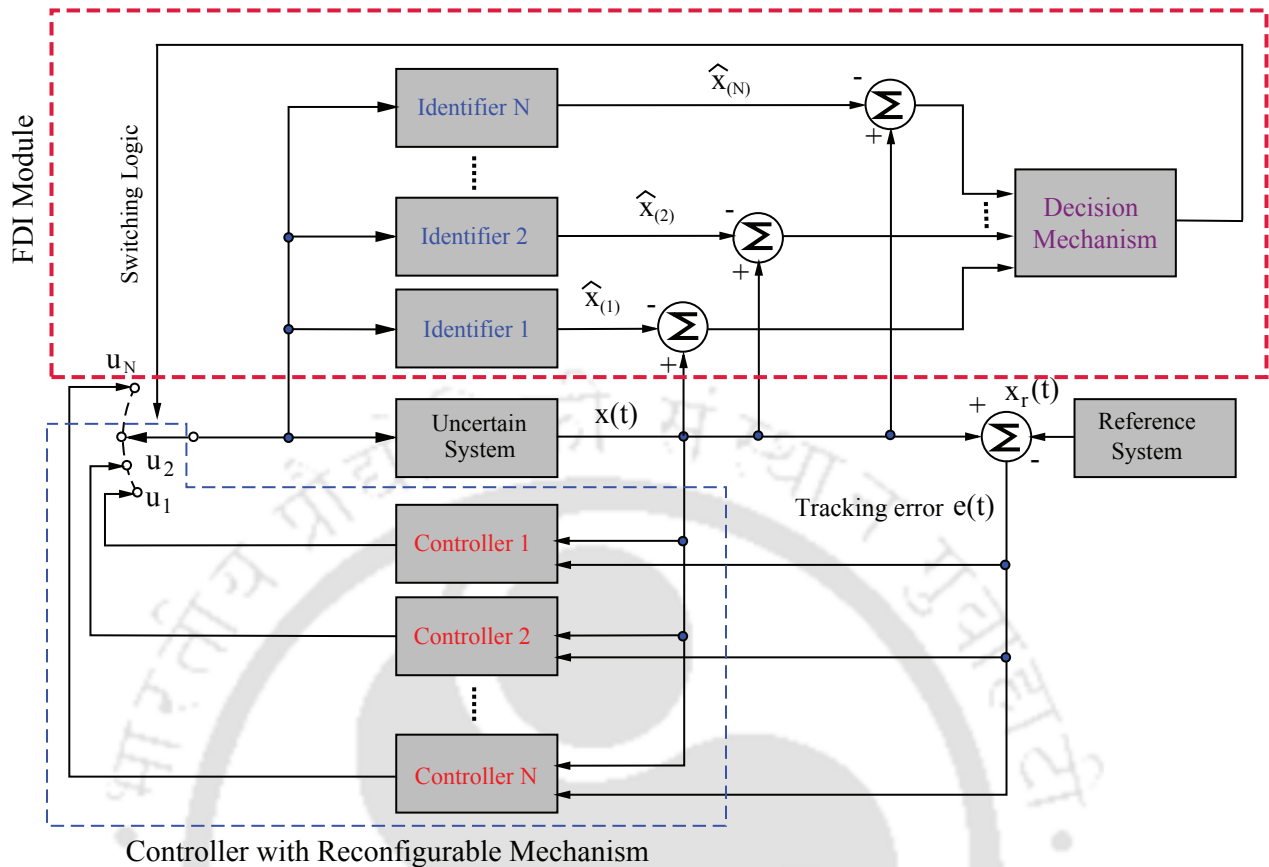 FDI Module
Switching Logic
Identifier N
x̂(N)
-
Σ
+
Identifier 2
x̂(2)
-
Σ
+
Decision
Mechanism
Identifier 1
x̂(1)
-
Σ
+
uN
u2
u1
Uncertain
System
x(t)
+
xr(t)
Σ
-
Reference
System
Tracking error e(t)
Controller 1
Controller 2
Controller N
Controller with Reconfigurable Mechanism